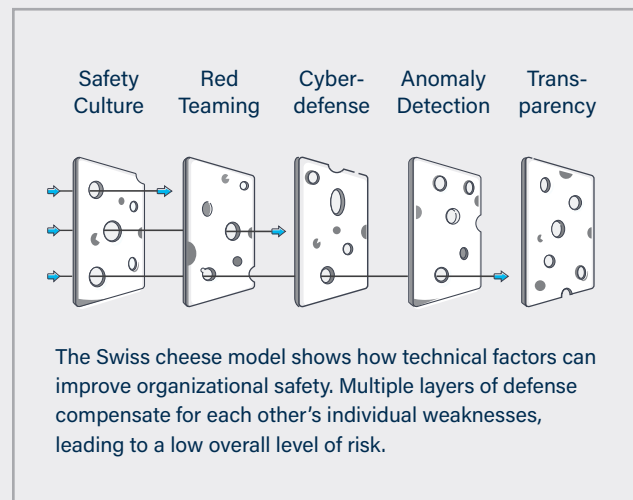 Safety
Culture
Red
Teaming
Cyber-
defense
Anomaly
Detection
Trans-
parency
The Swiss cheese model shows how technical factors can
improve organizational safety. Multiple layers of defense
compensate for each other’s individual weaknesses,
leading to a low overall level of risk.